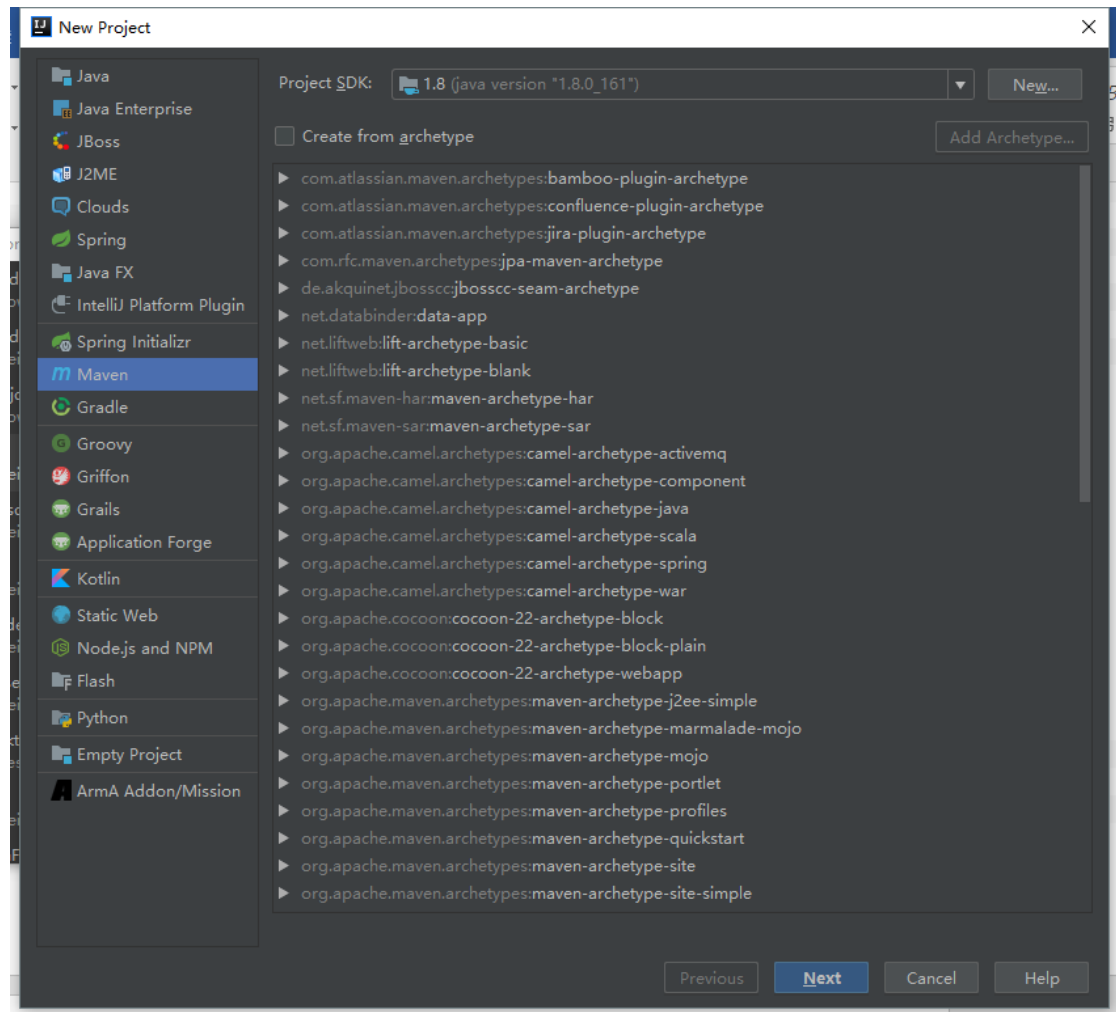 New Project
Java
Java Enterprise
JBoss
J2ME
Clouds
Spring
Java FX
IntelliJ Platform Plugin
Spring Initializr
Maven
Gradle
Groovy
Griffon
Grails
Application Forge
Kotlin
Static Web
Node.js and NPM
Flash
Python
Empty Project
ArmA Addon/Mission
Project SDK: 1.8 (java version "1.8.0_161") New...
Create from archetype Add Archetype...
com.atlassian.maven.archetypes:bamboo-plugin-archetype
com.atlassian.maven.archetypes:confluence-plugin-archetype
com.atlassian.maven.archetypes:jira-plugin-archetype
com.rfc.maven.archetypes:jpa-maven-archetype
de.akquinet.jbosscc:jbosscc-seam-archetype
net.databinder:data-app
net.liftweb:lift-archetype-basic
net.liftweb:lift-archetype-blank
net.sf.maven-har:maven-archetype-har
net.sf.maven-sar:maven-archetype-sar
org.apache.camel.archetypes:camel-archetype-activemq
org.apache.camel.archetypes:camel-archetype-component
org.apache.camel.archetypes:camel-archetype-java
org.apache.camel.archetypes:camel-archetype-scala
org.apache.camel.archetypes:camel-archetype-spring
org.apache.camel.archetypes:camel-archetype-war
org.apache.cocoon:cocoon-22-archetype-block
org.apache.cocoon:cocoon-22-archetype-block-plain
org.apache.cocoon:cocoon-22-archetype-webapp
org.apache.maven.archetypes:maven-archetype-j2ee-simple
org.apache.maven.archetypes:maven-archetype-marmalade-mojo
org.apache.maven.archetypes:maven-archetype-mojo
org.apache.maven.archetypes:maven-archetype-portlet
org.apache.maven.archetypes:maven-archetype-profiles
org.apache.maven.archetypes:maven-archetype-quickstart
org.apache.maven.archetypes:maven-archetype-site
org.apache.maven.archetypes:maven-archetype-site-simple
Previous Next Cancel Help